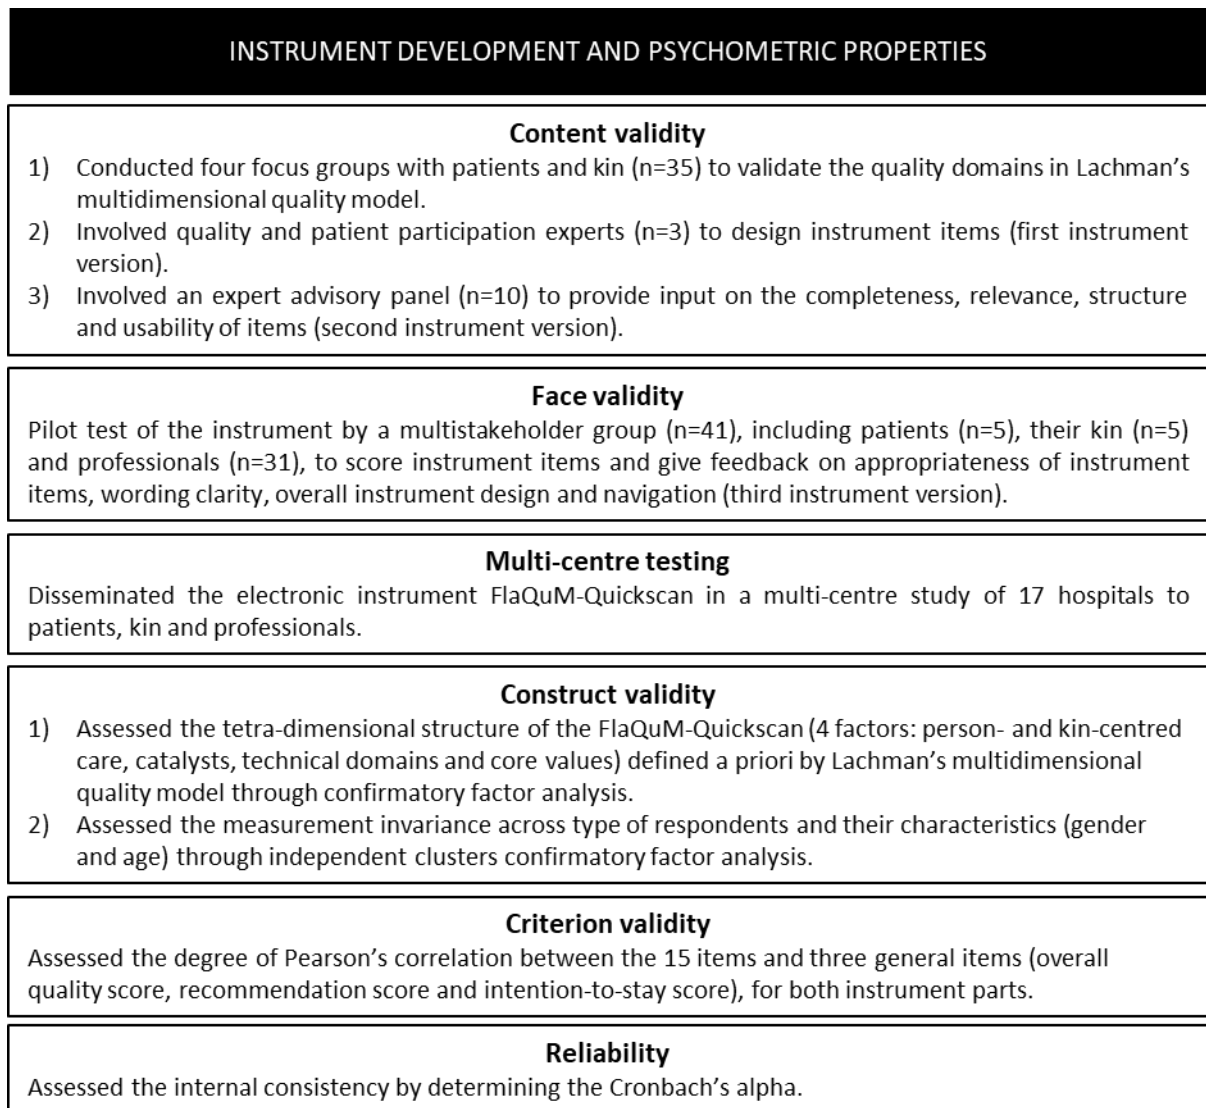 INSTRUMENT DEVELOPMENT AND PSYCHOMETRIC PROPERTIES
Content validity
1) Conducted four focus groups with patients and kin (n=35) to validate the quality domains in Lachman’s
multidimensional quality model.
2) Involved quality and patient participation experts (n=3) to design instrument items (first instrument
version).
3) Involved an expert advisory panel (n=10) to provide input on the completeness, relevance, structure
and usability of items (second instrument version).
Face validity
Pilot test of the instrument by a multistakeholder group (n=41), including patients (n=5), their kin (n=5)
and professionals (n=31), to score instrument items and give feedback on appropriateness of instrument
items, wording clarity, overall instrument design and navigation (third instrument version).
Multi-centre testing
Disseminated the electronic instrument FlaQuM-Quickscan in a multi-centre study of 17 hospitals to
patients, kin and professionals.
Construct validity
1) Assessed the tetra-dimensional structure of the FlaQuM-Quickscan (4 factors: person- and kin-centred
care, catalysts, technical domains and core values) defined a priori by Lachman’s multidimensional
quality model through confirmatory factor analysis.
2) Assessed the measurement invariance across type of respondents and their characteristics (gender
and age) through independent clusters confirmatory factor analysis.
Criterion validity
Assessed the degree of Pearson’s correlation between the 15 items and three general items (overall
quality score, recommendation score and intention-to-stay score), for both instrument parts.
Reliability
Assessed the internal consistency by determining the Cronbach’s alpha.